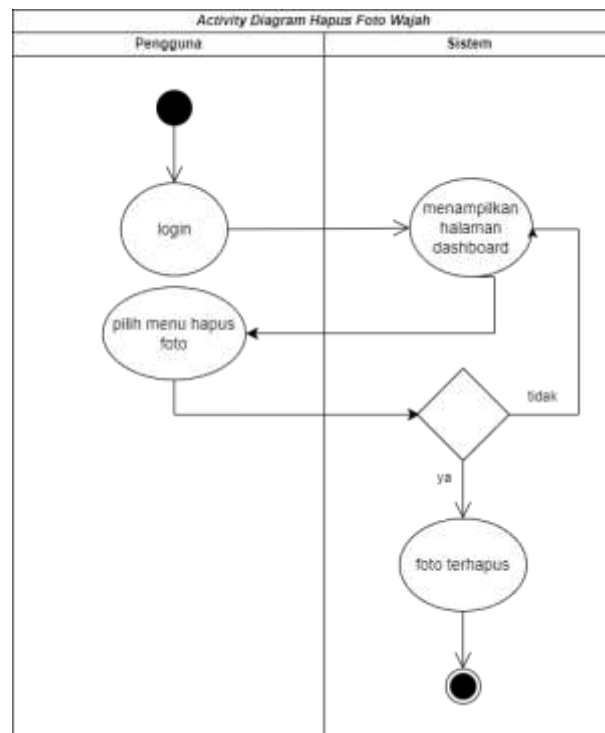 Activity Diagram Hapus Foto Wajah
Pengguna
Sistem
login
menampilkan
halaman
dashboard
pilih menu hapus
foto
tidak
ya
foto terhapus